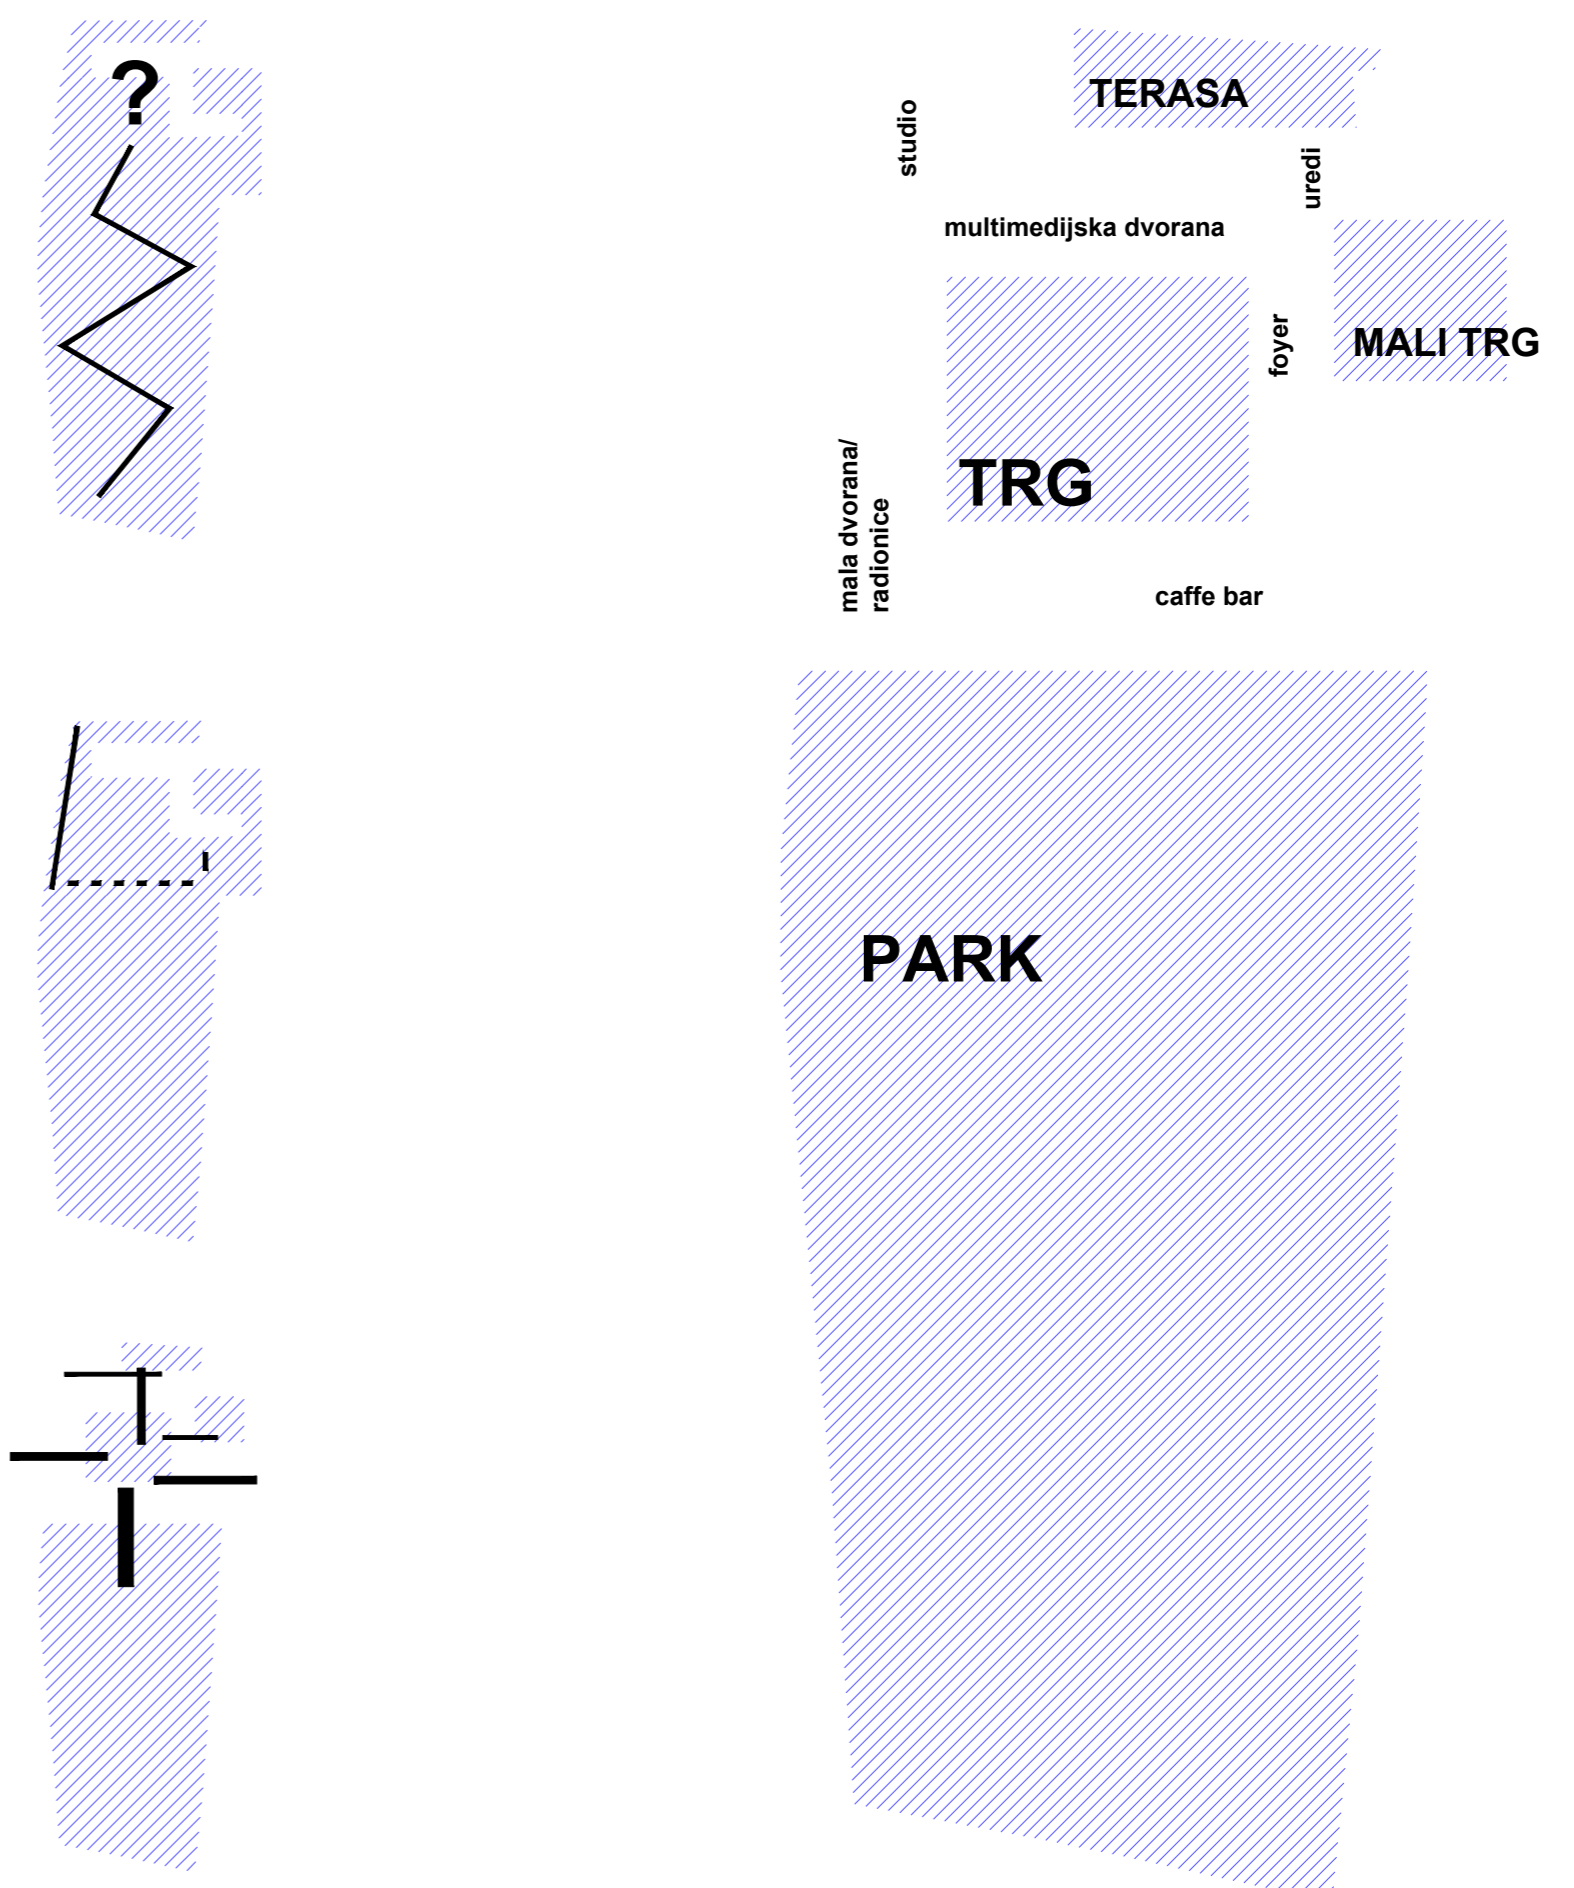 ?
TERASA
studio
uredi
multimedijska dvorana
foyer
MALI TRG
TRG
mala dvorana/
radionice
caffe bar
PARK